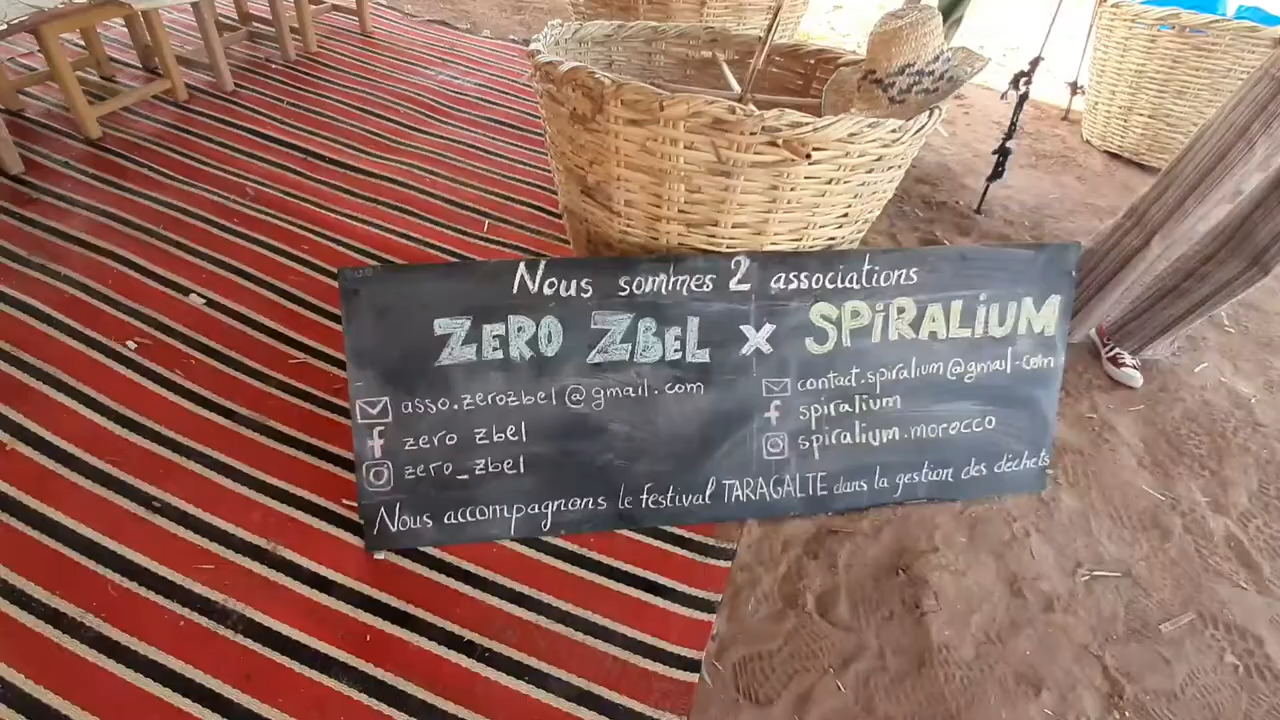 Nous sommes 2 associations
ZERO ZBEL x SPiRALiUM
asso.zerozbel@gmail.com
zero zbel
zero_zbel
contact.spiralium@gmail.com
spiralium
spiralium.morocco
Nous accompagnons le festival TARAGALTE dans la gestion des déchets